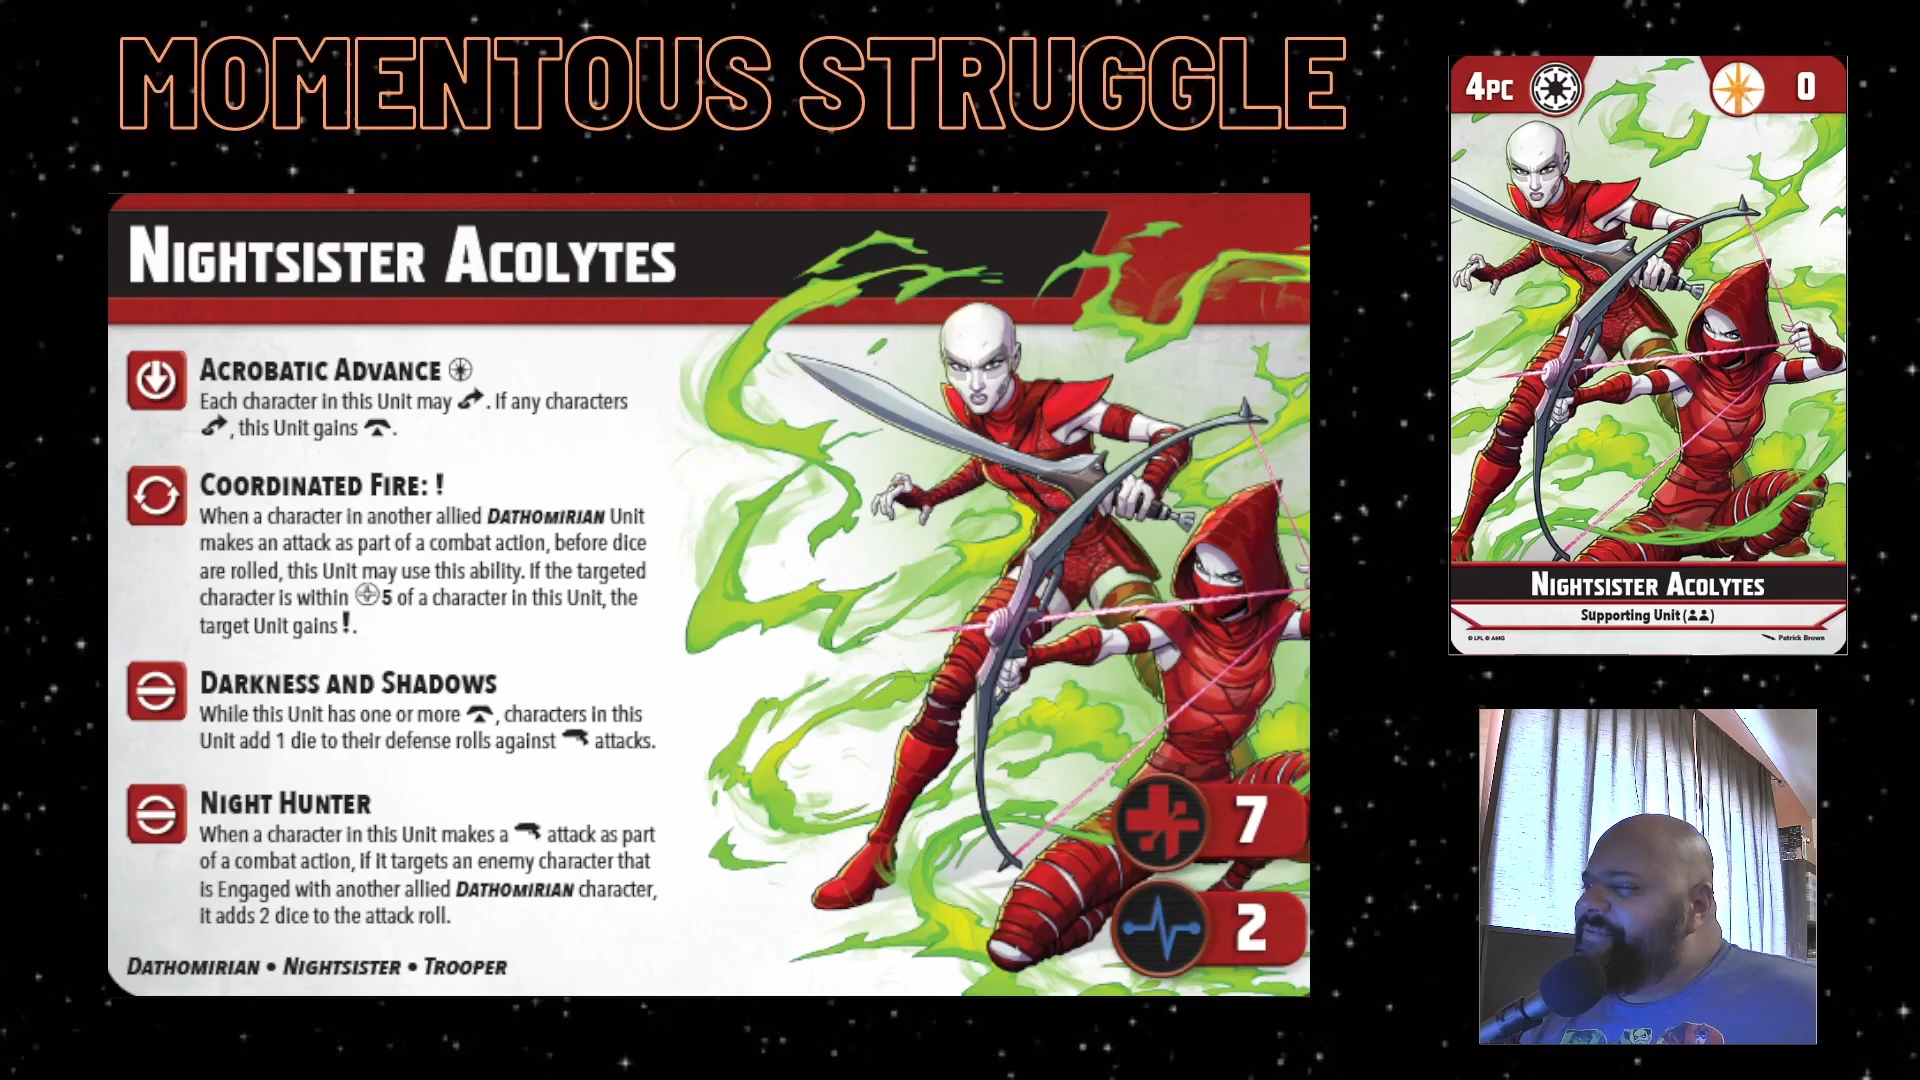 MOMENTOUS STRUGGLE
NIGHTSISTER ACOLYTES
ACROBATIC ADVANCE
Each character in this Unit may . If any characters
, this Unit gains .
COORDINATED FIRE: !
When a character in another allied DATHOMIRIAN Unit
makes an attack as part of a combat action, before dice
are rolled, this Unit may use this ability. If the targeted
character is within 5 of a character in this Unit, the
target Unit gains !.
DARKNESS AND SHADOWS
While this Unit has one or more , characters in this
Unit add 1 die to their defense rolls against attacks.
NIGHT HUNTER
When a character in this Unit makes a attack as part
of a combat action, if it targets an enemy character that
is Engaged with another allied DATHOMIRIAN character,
it adds 2 dice to the attack roll.
DATHOMIRIAN • NIGHTSISTER • TROOPER
7
2
4PC
0
NIGHTSISTER ACOLYTES
Supporting Unit ( )
© LFL © AMG
Patrick Brown